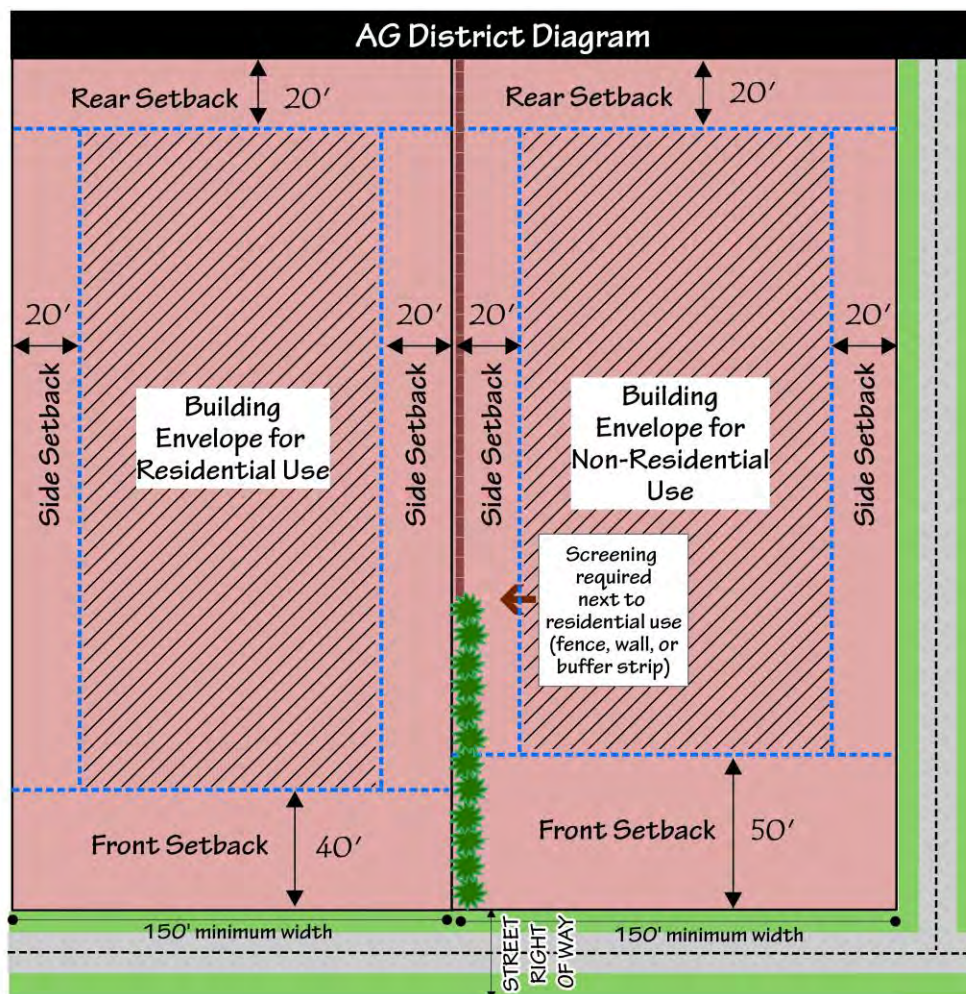 AG District Diagram
Rear Setback 20'
Rear Setback 20'
20'
20'
20'
20'
Side Setback
Building
Envelope for
Residential Use
Side Setback
Side Setback
Building
Envelope for
Non-Residential
Use
Side Setback
Screening
required
next to
residential use
(fence, wall, or
buffer strip)
Front Setback 40'
Front Setback 50'
150' minimum width
STREET
RIGHT
OF WAY
150' minimum width